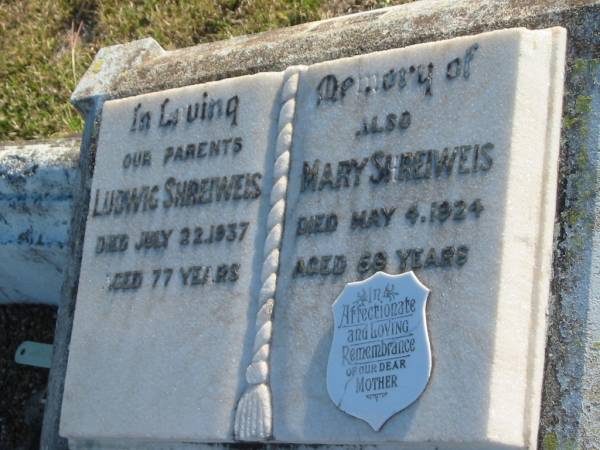 In Loving
OUR PARENTS
LUDWIG SHREIWEIS
DIED JULY 22.1937
AGED 77 YEARS
Memory of
ALSO
MARY SHREIWEIS
DIED MAY 4.1924
AGED 59 YEARS
IN
Affectionate
and Loving
Remembrance
OF OUR DEAR
MOTHER